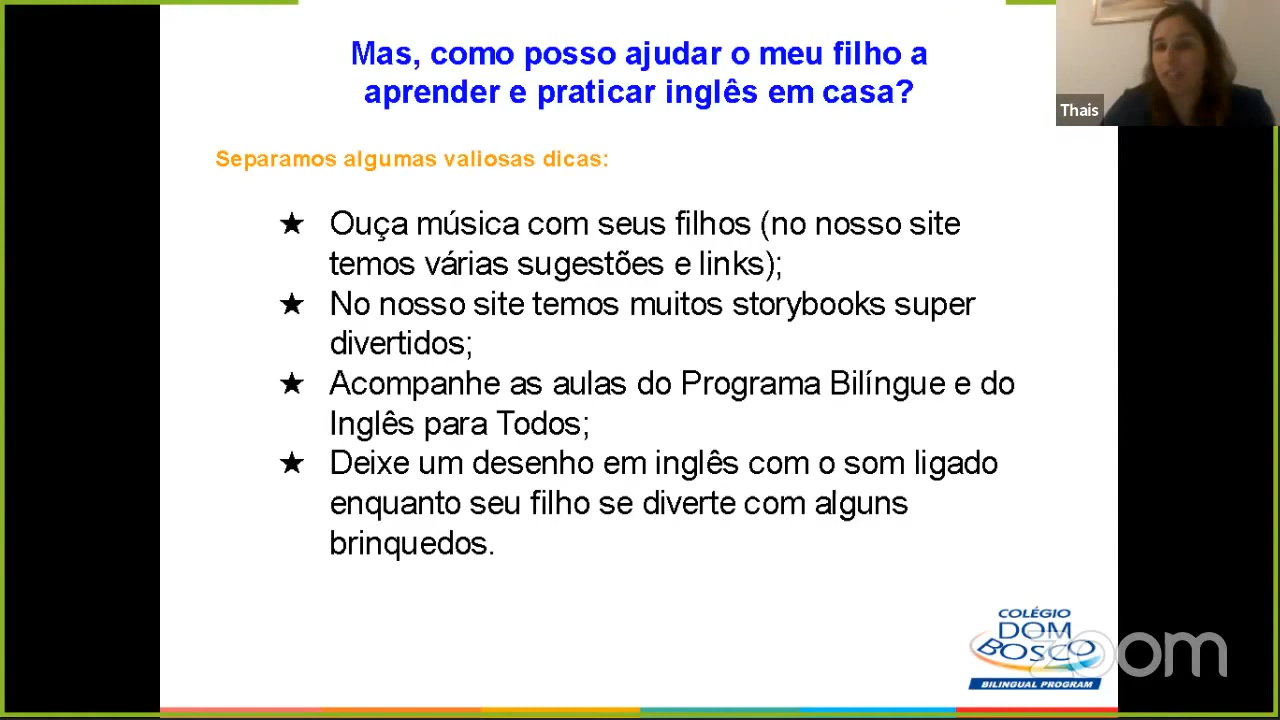 Mas, como posso ajudar o meu filho a
aprender e praticar inglês em casa?
Thais
Separamos algumas valiosas dicas:
★ Ouça música com seus filhos (no nosso site
temos várias sugestões e links);
★ No nosso site temos muitos storybooks super
divertidos;
★ Acompanhe as aulas do Programa Bilíngue e do
Inglês para Todos;
★ Deixe um desenho em inglês com o som ligado
enquanto seu filho se diverte com alguns
brinquedos.
COLÉGIO
DOM
BOSCO
BILINGUAL PROGRAM
zoom